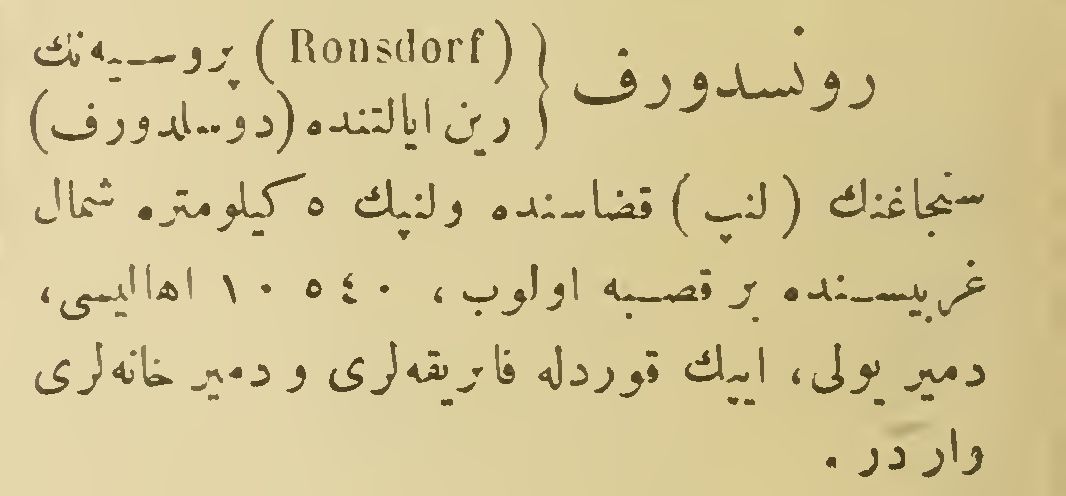 رونسدورف { (Ronsdorf) پروسیه‌نك
رین ایالتنده (دوسلدورف)
سنجاغنك (لنپ) قضاسنده ولنپك ٥ كیلومتره شمال
غربیسنده بر قصبه اولوب، ١٠٥٤٠ اهالیسی،
دمیر یولی، ایپك قوردله فابریقه‌لری و دمیر خانه‌لری
واردر.